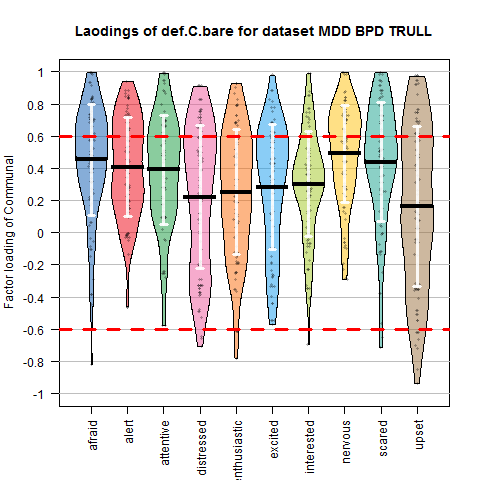 Laodings of def.C.bare for dataset MDD BPD TRULL
Factor loading of Communal
1
0.8
0.6
0.4
0.2
0
-0.2
-0.4
-0.6
-0.8
-1
afraid
alert
attentive
distressed
enthusiastic
excited
interested
nervous
scared
upset